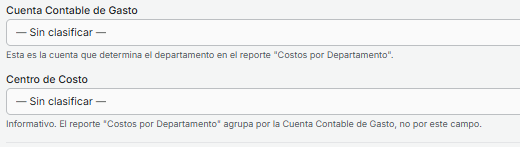 Cuenta Contable de Gasto
— Sin clasificar —
Esta es la cuenta que determina el departamento en el reporte "Costos por Departamento".
Centro de Costo
— Sin clasificar —
Informativo. El reporte "Costos por Departamento" agrupa por la Cuenta Contable de Gasto, no por este campo.